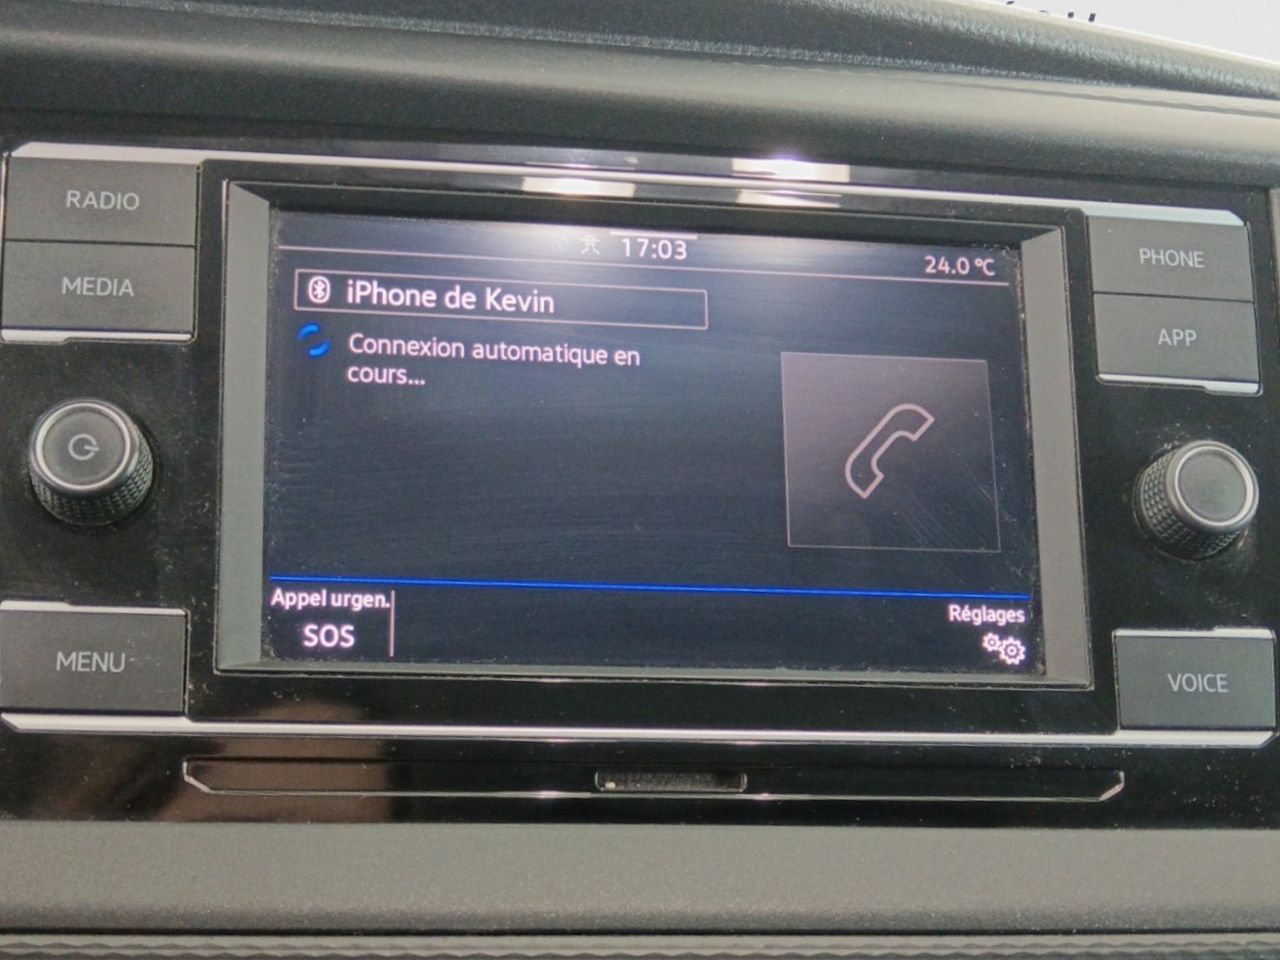 RADIO
MEDIA
MENU
17:03
24.0 °C
iPhone de Kevin
Connexion automatique en
cours...
Appel urgen.
SOS
Réglages
PHONE
APP
VOICE